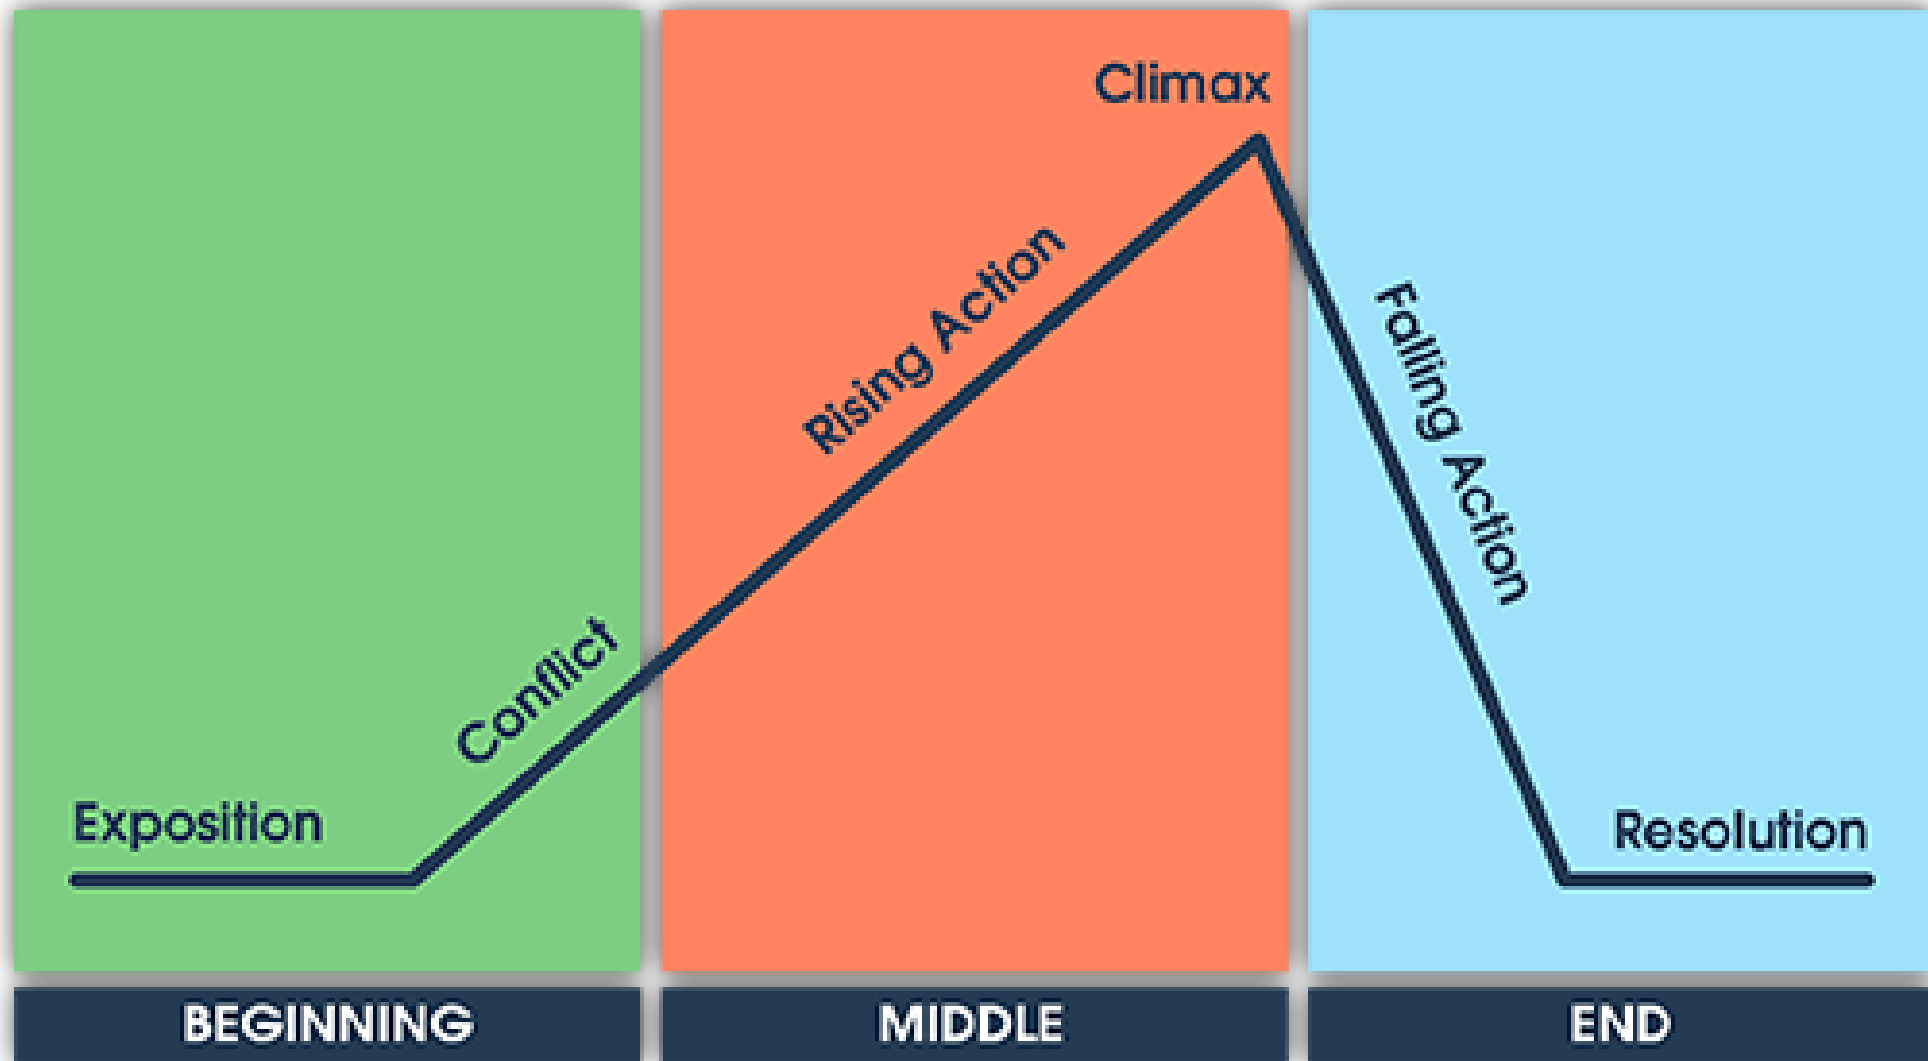 Exposition
Conflict
Rising Action
Climax
Falling Action
Resolution
BEGINNING
MIDDLE
END